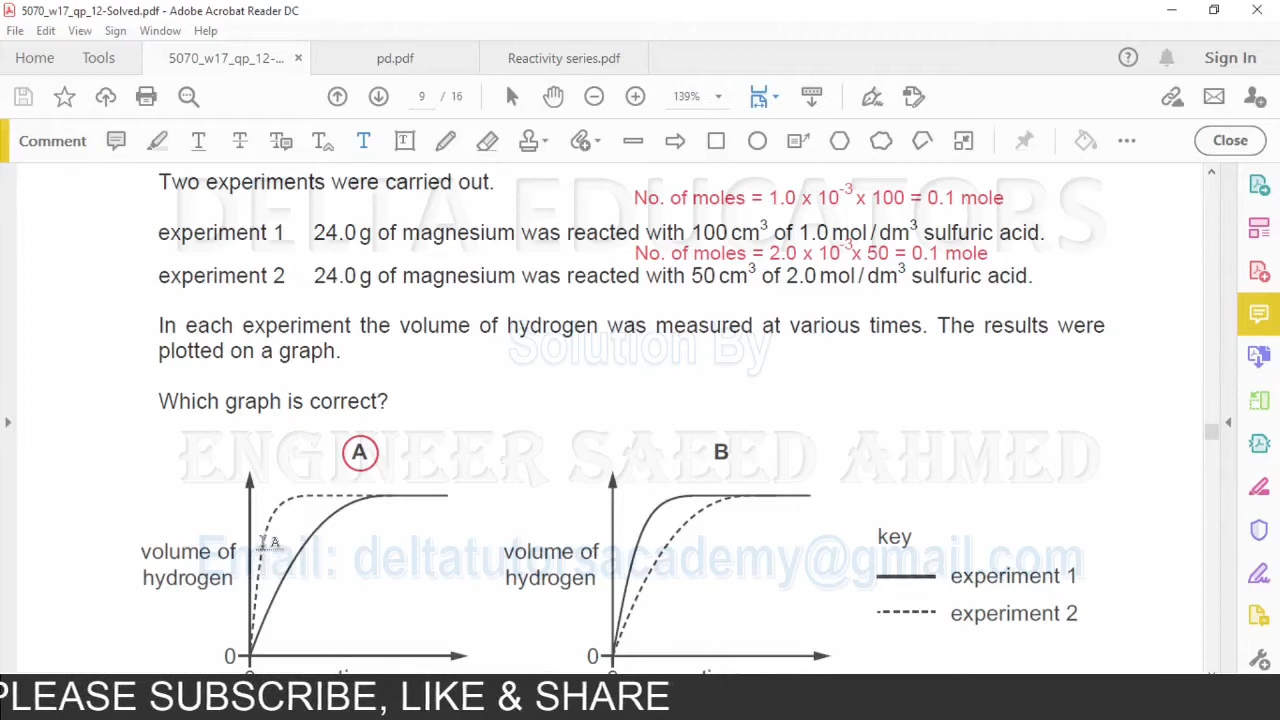 5070_w17_qp_12-Solved.pdf - Adobe Acrobat Reader DC
File Edit View Sign Window Help
Home Tools 5070_w17_qp_12-... × pd.pdf Reactivity series.pdf Sign In
9 / 16 139%
Comment Close
DELTA EDUCATORS
Two experiments were carried out.
No. of moles = 1.0 x 10⁻³ x 100 = 0.1 mole
experiment 1 24.0 g of magnesium was reacted with 100 cm³ of 1.0 mol / dm³ sulfuric acid.
No. of moles = 2.0 x 10⁻³ x 50 = 0.1 mole
experiment 2 24.0 g of magnesium was reacted with 50 cm³ of 2.0 mol / dm³ sulfuric acid.
In each experiment the volume of hydrogen was measured at various times. The results were
plotted on a graph.
Solution By
Which graph is correct?
ENGINEER SAEED AHMED
A B
volume of
hydrogen
0
volume of
hydrogen
0
key
experiment 1
experiment 2
Email: deltatutorsacademy@gmail.com
PLEASE SUBSCRIBE, LIKE & SHARE